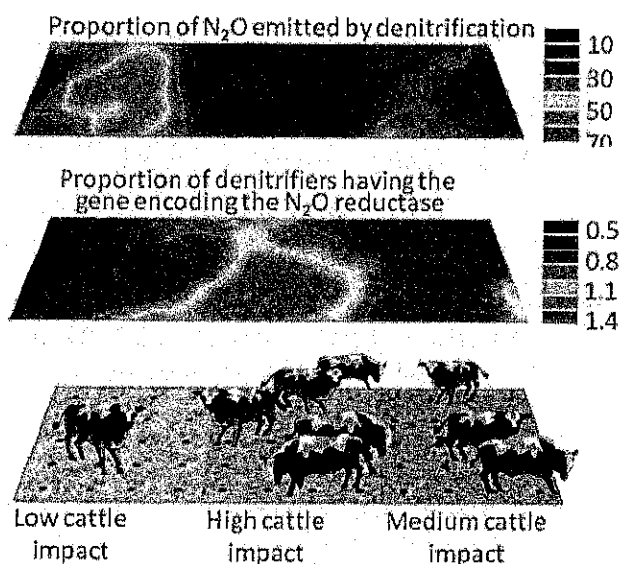 Proportion of N₂O emitted by denitrification
10
30
50
70
Proportion of denitrifiers having the
gene encoding the N₂O reductase
0.5
0.8
1.1
1.4
Low cattle
impact
High cattle
impact
Medium cattle
impact